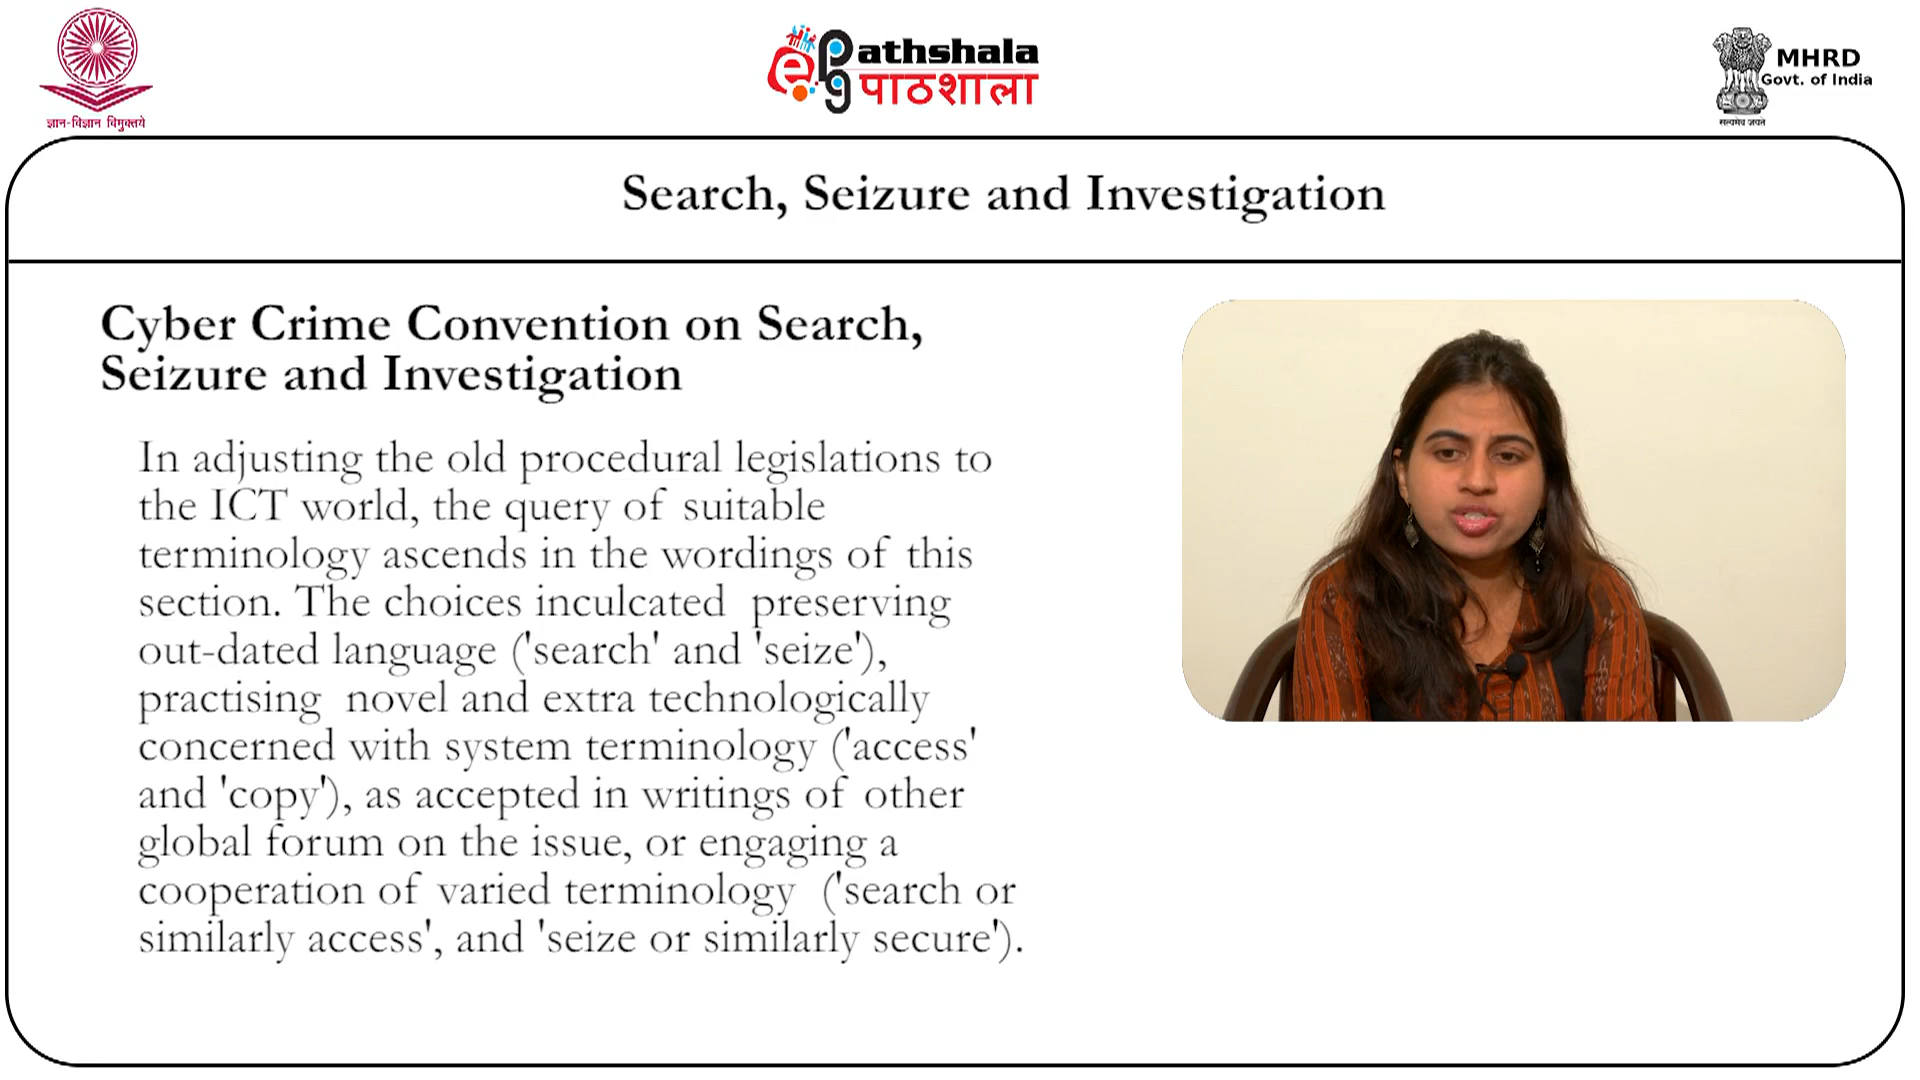 ज्ञान-विज्ञान विमुक्तये
epg Pathshala
पाठशाला
MHRD
Govt. of India
सत्यमेव जयते
Search, Seizure and Investigation
Cyber Crime Convention on Search,
Seizure and Investigation
In adjusting the old procedural legislations to
the ICT world, the query of suitable
terminology ascends in the wordings of this
section. The choices inculcated preserving
out-dated language ('search' and 'seize'),
practising novel and extra technologically
concerned with system terminology ('access'
and 'copy'), as accepted in writings of other
global forum on the issue, or engaging a
cooperation of varied terminology ('search or
similarly access', and 'seize or similarly secure').